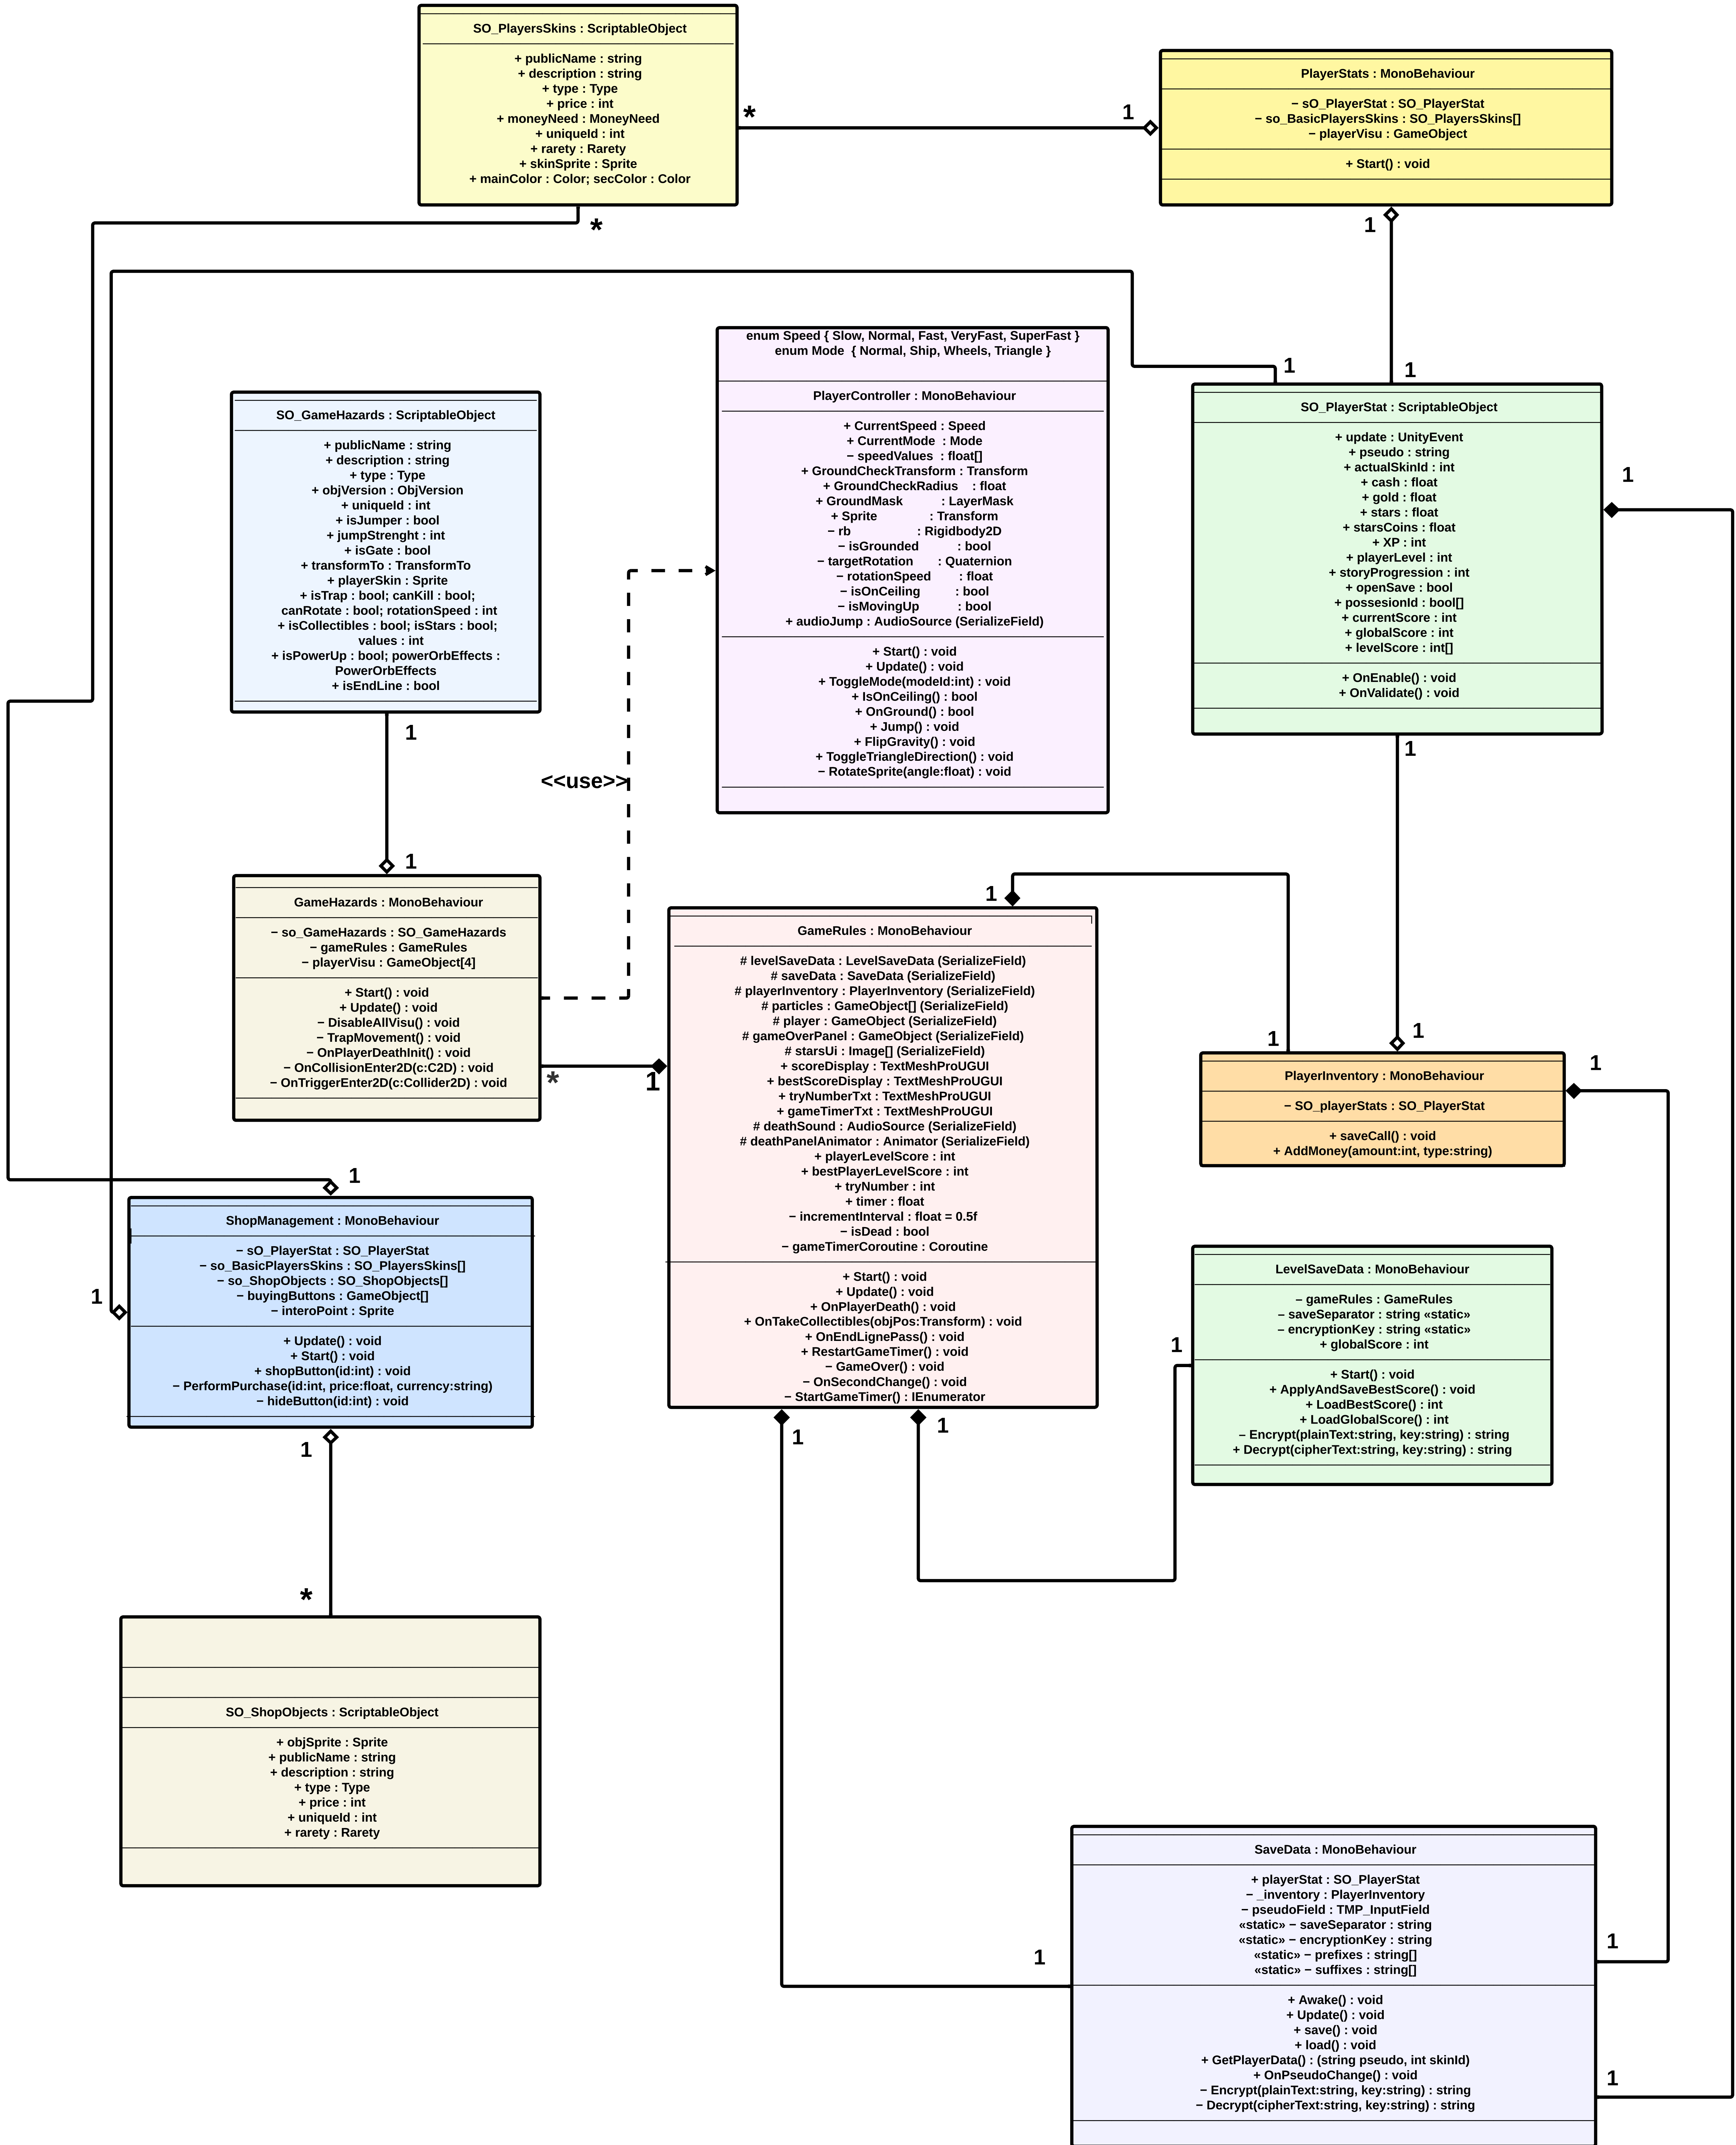 SO_PlayersSkins : ScriptableObject
+ publicName : string
+ description : string
+ type : Type
+ price : int
+ moneyNeed : MoneyNeed
+ uniqueId : int
+ rarety : Rarety
+ skinSprite : Sprite
+ mainColor : Color; secColor : Color
*
1
*
PlayerStats : MonoBehaviour
− sO_PlayerStat : SO_PlayerStat
− so_BasicPlayersSkins : SO_PlayersSkins[]
− playerVisu : GameObject
+ Start() : void
1
1
1
enum Speed { Slow, Normal, Fast, VeryFast, SuperFast }
enum Mode { Normal, Ship, Wheels, Triangle }
PlayerController : MonoBehaviour
+ CurrentSpeed : Speed
+ CurrentMode : Mode
− speedValues : float[]
+ GroundCheckTransform : Transform
+ GroundCheckRadius : float
+ GroundMask : LayerMask
+ Sprite : Transform
− rb : Rigidbody2D
− isGrounded : bool
− targetRotation : Quaternion
− rotationSpeed : float
− isOnCeiling : bool
− isMovingUp : bool
+ audioJump : AudioSource (SerializeField)
+ Start() : void
+ Update() : void
+ ToggleMode(modeId:int) : void
+ IsOnCeiling() : bool
+ OnGround() : bool
+ Jump() : void
+ FlipGravity() : void
+ ToggleTriangleDirection() : void
− RotateSprite(angle:float) : void
SO_PlayerStat : ScriptableObject
+ update : UnityEvent
+ pseudo : string
+ actualSkinId : int
+ cash : float
+ gold : float
+ stars : float
+ starsCoins : float
+ XP : int
+ playerLevel : int
+ storyProgression : int
+ openSave : bool
+ possesionId : bool[]
+ currentScore : int
+ globalScore : int
+ levelScore : int[]
+ OnEnable() : void
+ OnValidate() : void
1
1
SO_GameHazards : ScriptableObject
+ publicName : string
+ description : string
+ type : Type
+ objVersion : ObjVersion
+ uniqueId : int
+ isJumper : bool
+ jumpStrenght : int
+ isGate : bool
+ transformTo : TransformTo
+ playerSkin : Sprite
+ isTrap : bool; canKill : bool;
canRotate : bool; rotationSpeed : int
+ isCollectibles : bool; isStars : bool;
values : int
+ isPowerUp : bool; powerOrbEffects :
PowerOrbEffects
+ isEndLine : bool
1
<<use>>
1
GameHazards : MonoBehaviour
− so_GameHazards : SO_GameHazards
− gameRules : GameRules
− playerVisu : GameObject[4]
+ Start() : void
+ Update() : void
− DisableAllVisu() : void
− TrapMovement() : void
− OnPlayerDeathInit() : void
− OnCollisionEnter2D(c:C2D) : void
− OnTriggerEnter2D(c:Collider2D) : void
*
1
1
GameRules : MonoBehaviour
# levelSaveData : LevelSaveData (SerializeField)
# saveData : SaveData (SerializeField)
# playerInventory : PlayerInventory (SerializeField)
# particles : GameObject[] (SerializeField)
# player : GameObject (SerializeField)
# gameOverPanel : GameObject (SerializeField)
# starsUi : Image[] (SerializeField)
+ scoreDisplay : TextMeshProUGUI
+ bestScoreDisplay : TextMeshProUGUI
+ tryNumberTxt : TextMeshProUGUI
+ gameTimerTxt : TextMeshProUGUI
# deathSound : AudioSource (SerializeField)
# deathPanelAnimator : Animator (SerializeField)
+ playerLevelScore : int
+ bestPlayerLevelScore : int
+ tryNumber : int
+ timer : float
− incrementInterval : float = 0.5f
− isDead : bool
− gameTimerCoroutine : Coroutine
+ Start() : void
+ Update() : void
+ OnPlayerDeath() : void
+ OnTakeCollectibles(objPos:Transform) : void
+ OnEndLignePass() : void
+ RestartGameTimer() : void
− GameOver() : void
− OnSecondChange() : void
− StartGameTimer() : IEnumerator
1
1
1
1
1
PlayerInventory : MonoBehaviour
− SO_playerStats : SO_PlayerStat
+ saveCall() : void
+ AddMoney(amount:int, type:string)
1
LevelSaveData : MonoBehaviour
– gameRules : GameRules
– saveSeparator : string «static»
– encryptionKey : string «static»
+ globalScore : int
+ Start() : void
+ ApplyAndSaveBestScore() : void
+ LoadBestScore() : int
+ LoadGlobalScore() : int
– Encrypt(plainText:string, key:string) : string
+ Decrypt(cipherText:string, key:string) : string
1
1
ShopManagement : MonoBehaviour
− sO_PlayerStat : SO_PlayerStat
− so_BasicPlayersSkins : SO_PlayersSkins[]
− so_ShopObjects : SO_ShopObjects[]
− buyingButtons : GameObject[]
− interoPoint : Sprite
+ Update() : void
+ Start() : void
+ shopButton(id:int) : void
− PerformPurchase(id:int, price:float, currency:string)
− hideButton(id:int) : void
1
*
SO_ShopObjects : ScriptableObject
+ objSprite : Sprite
+ publicName : string
+ description : string
+ type : Type
+ price : int
+ uniqueId : int
+ rarety : Rarety
1
SaveData : MonoBehaviour
+ playerStat : SO_PlayerStat
− _inventory : PlayerInventory
− pseudoField : TMP_InputField
«static» − saveSeparator : string
«static» − encryptionKey : string
«static» − prefixes : string[]
«static» − suffixes : string[]
+ Awake() : void
+ Update() : void
+ save() : void
+ load() : void
+ GetPlayerData() : (string pseudo, int skinId)
+ OnPseudoChange() : void
− Encrypt(plainText:string, key:string) : string
− Decrypt(cipherText:string, key:string) : string
1
1